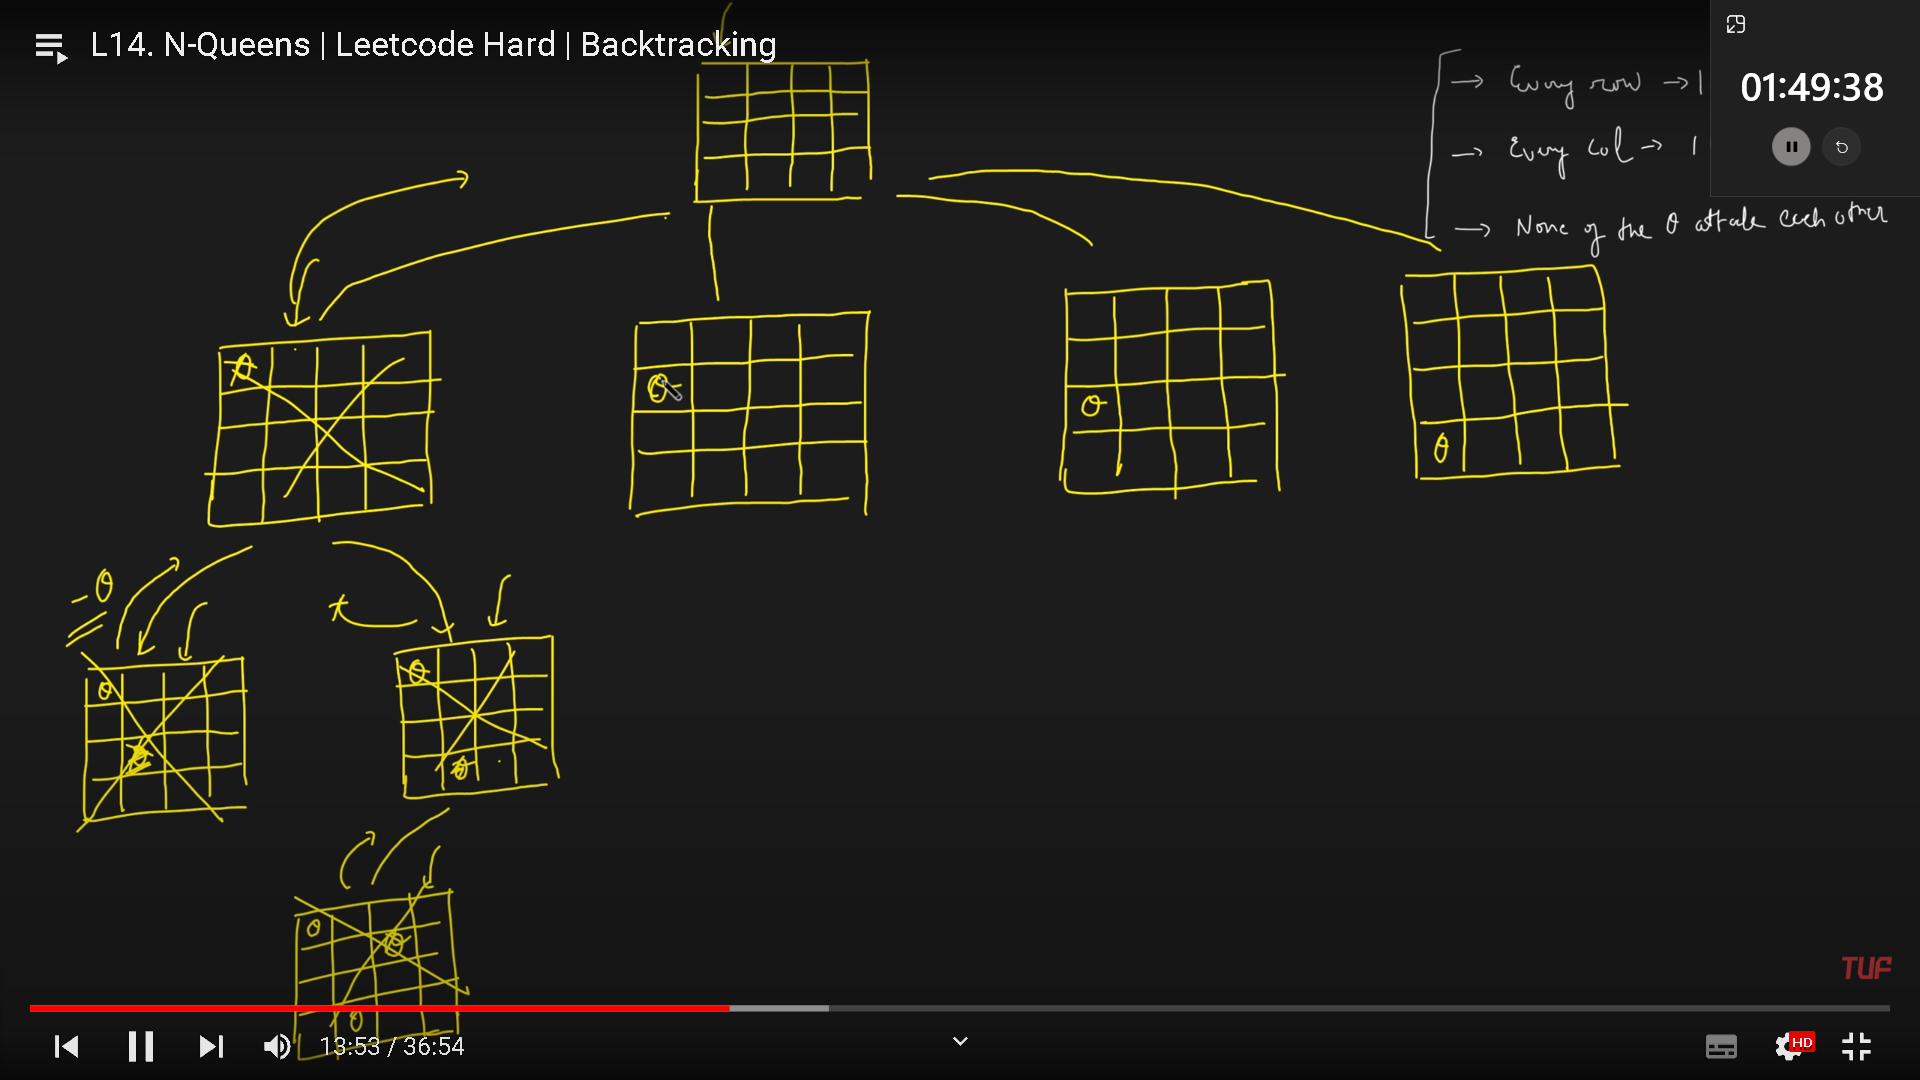 L14. N-Queens | Leetcode Hard | Backtracking
01:49:38
→ Every row → 1
→ Every col → 1
→ None of the Q attack each other
Q
Q
Q
Q
- Q
Q
Q
Q
Q
Q
Q
Q
TUF
13:53 / 36:54
HD